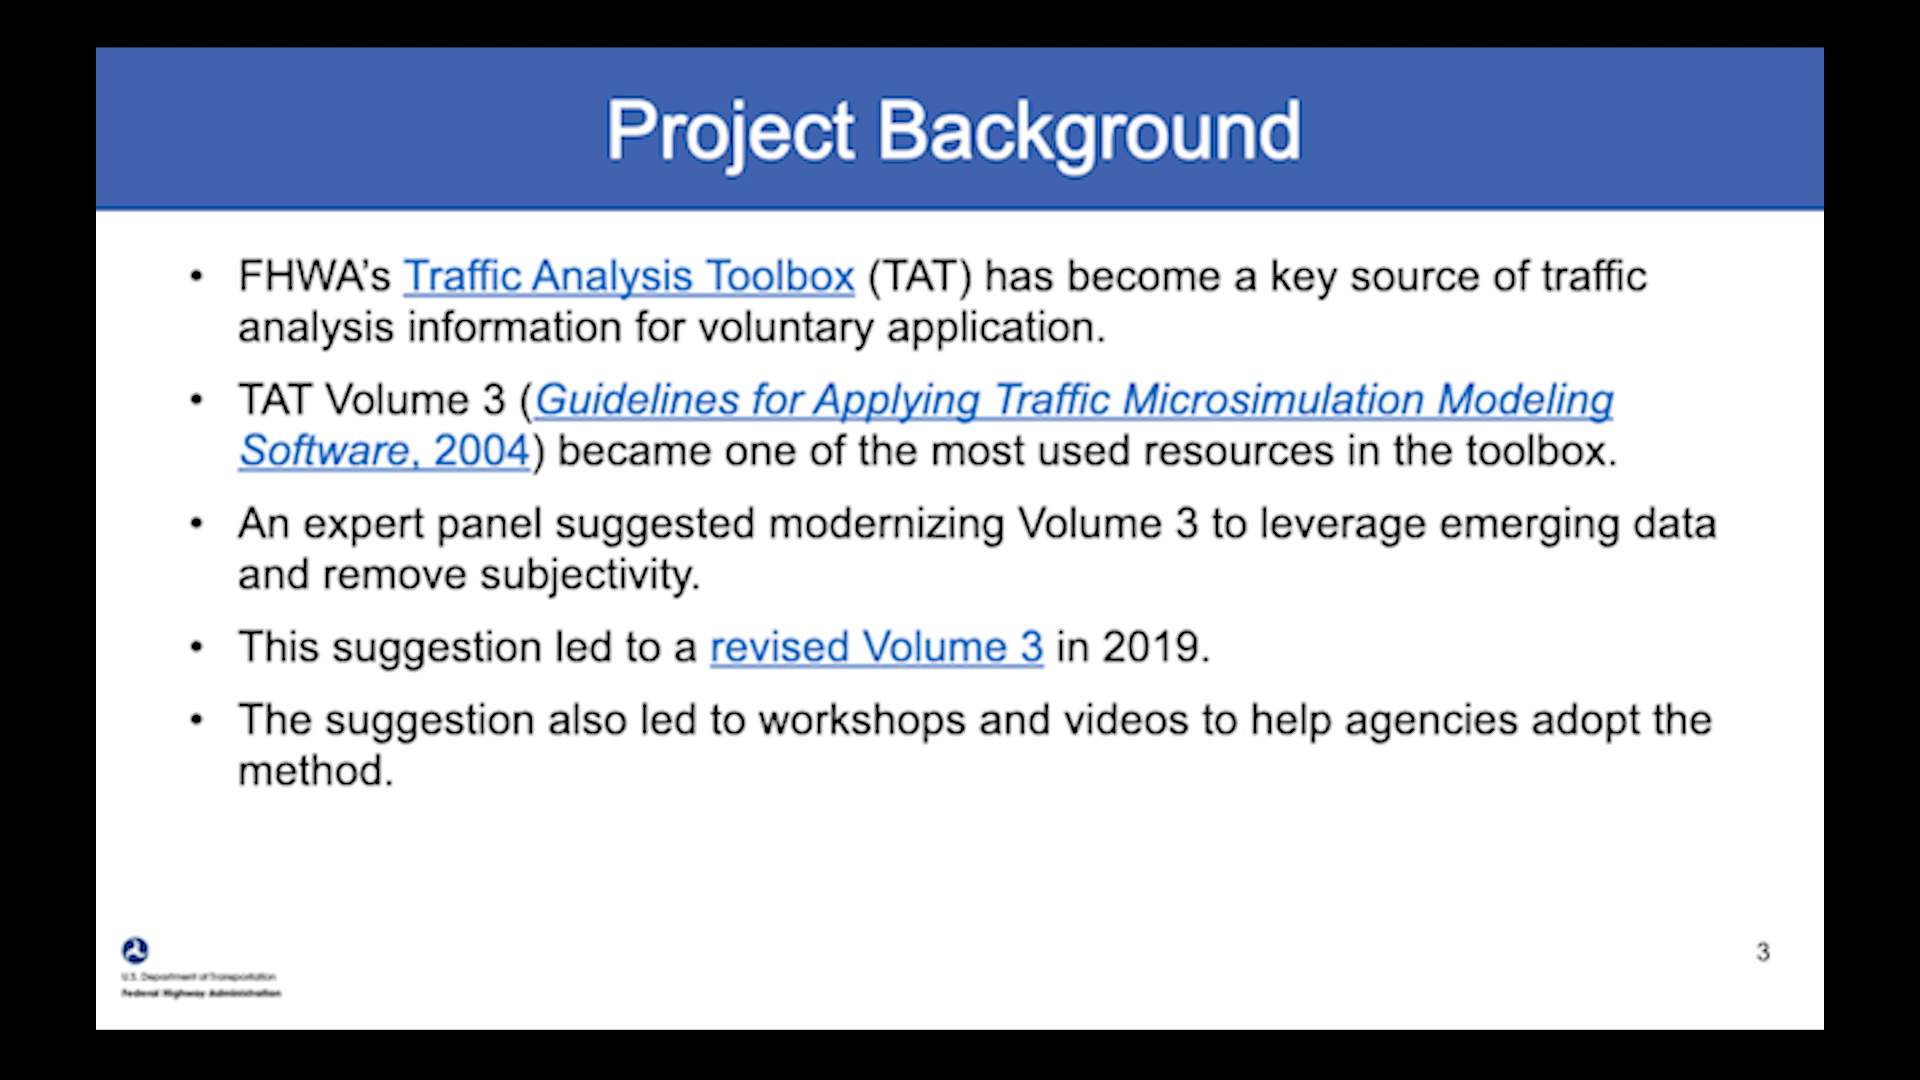 Project Background
• FHWA’s Traffic Analysis Toolbox (TAT) has become a key source of traffic
analysis information for voluntary application.
• TAT Volume 3 (Guidelines for Applying Traffic Microsimulation Modeling
Software, 2004) became one of the most used resources in the toolbox.
• An expert panel suggested modernizing Volume 3 to leverage emerging data
and remove subjectivity.
• This suggestion led to a revised Volume 3 in 2019.
• The suggestion also led to workshops and videos to help agencies adopt the
method.
U.S. Department of Transportation
Federal Highway Administration
3